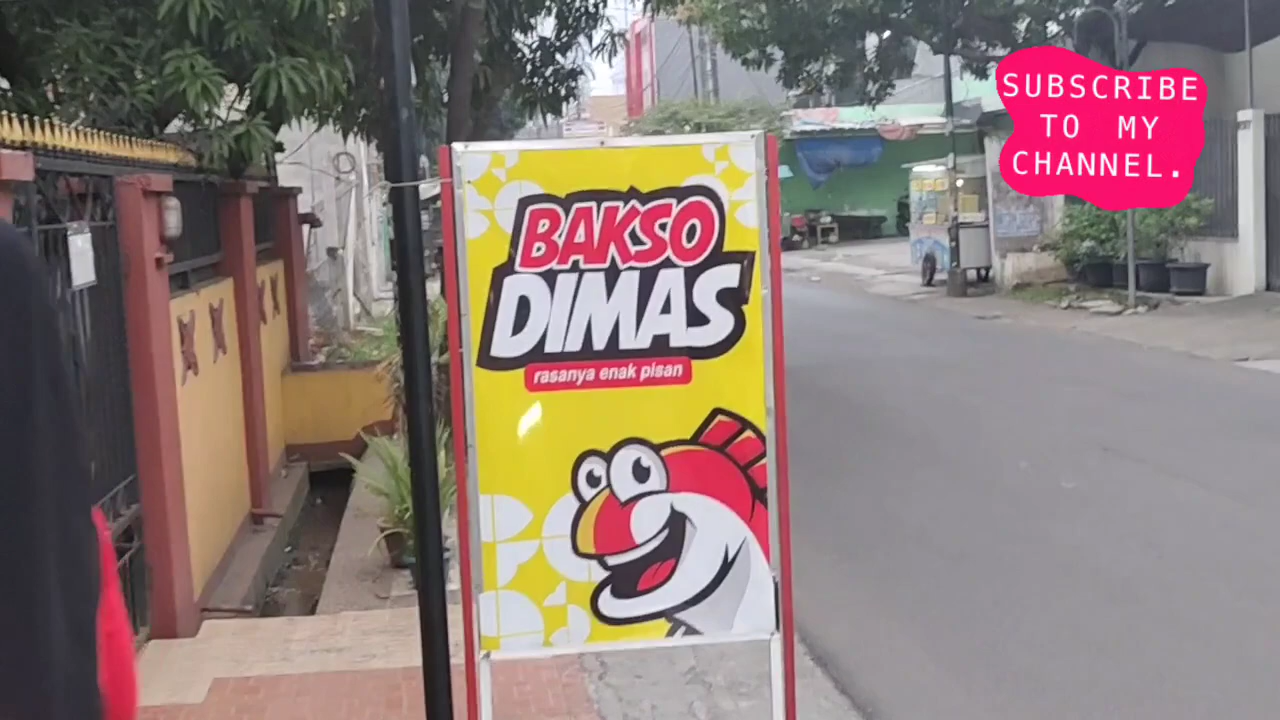 BAKSO
DIMAS
rasanya enak pisan
SUBSCRIBE
TO MY
CHANNEL.